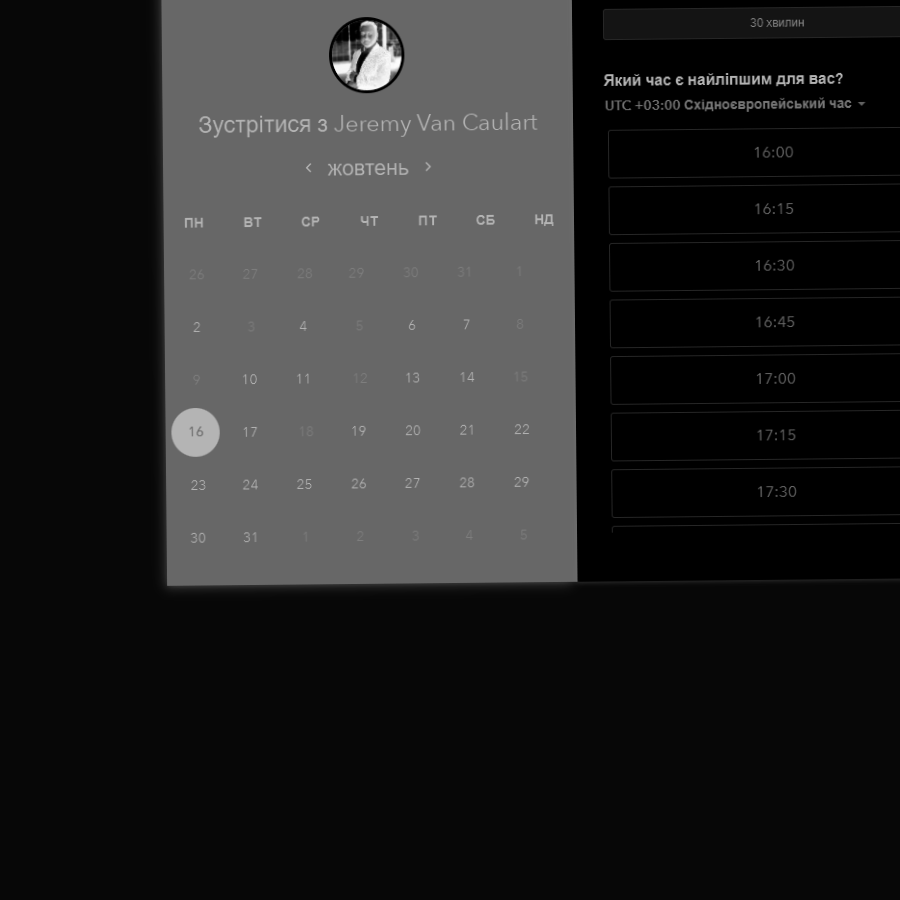 Зустрітися з Jeremy Van Caulart
жовтень
ПН ВТ СР ЧТ ПТ СБ НД
26 27 28 29 30 31 1
2 3 4 5 6 7 8
9 10 11 12 13 14 15
16 17 18 19 20 21 22
23 24 25 26 27 28 29
30 31 1 2 3 4 5
30 хвилин
Який час є найліпшим для вас?
UTC +03:00 Східноєвропейський час
16:00
16:15
16:30
16:45
17:00
17:15
17:30